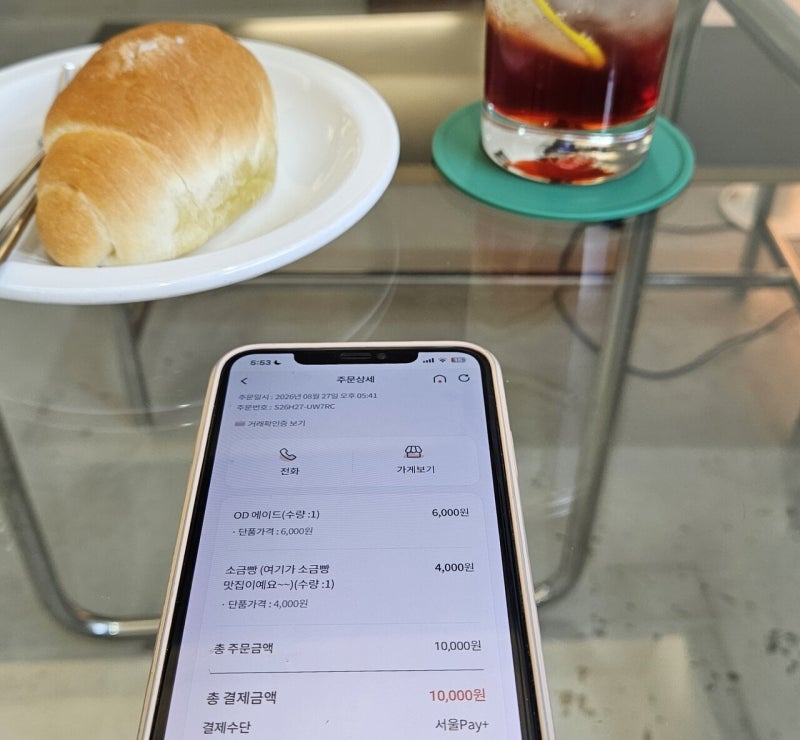 5:53
주문상세
주문일시 : 2026년 08월 27일 오후 05:41
주문번호 : S26H27-UW7RC
거래확인증 보기
전화
가게보기
OD 에이드(수량 :1) 6,000원
· 단품가격 : 6,000원
소금빵 (여기가 소금빵 4,000원
맛집이예요~~)(수량 :1)
· 단품가격 : 4,000원
총 주문금액 10,000원
총 결제금액 10,000원
결제수단 서울Pay+